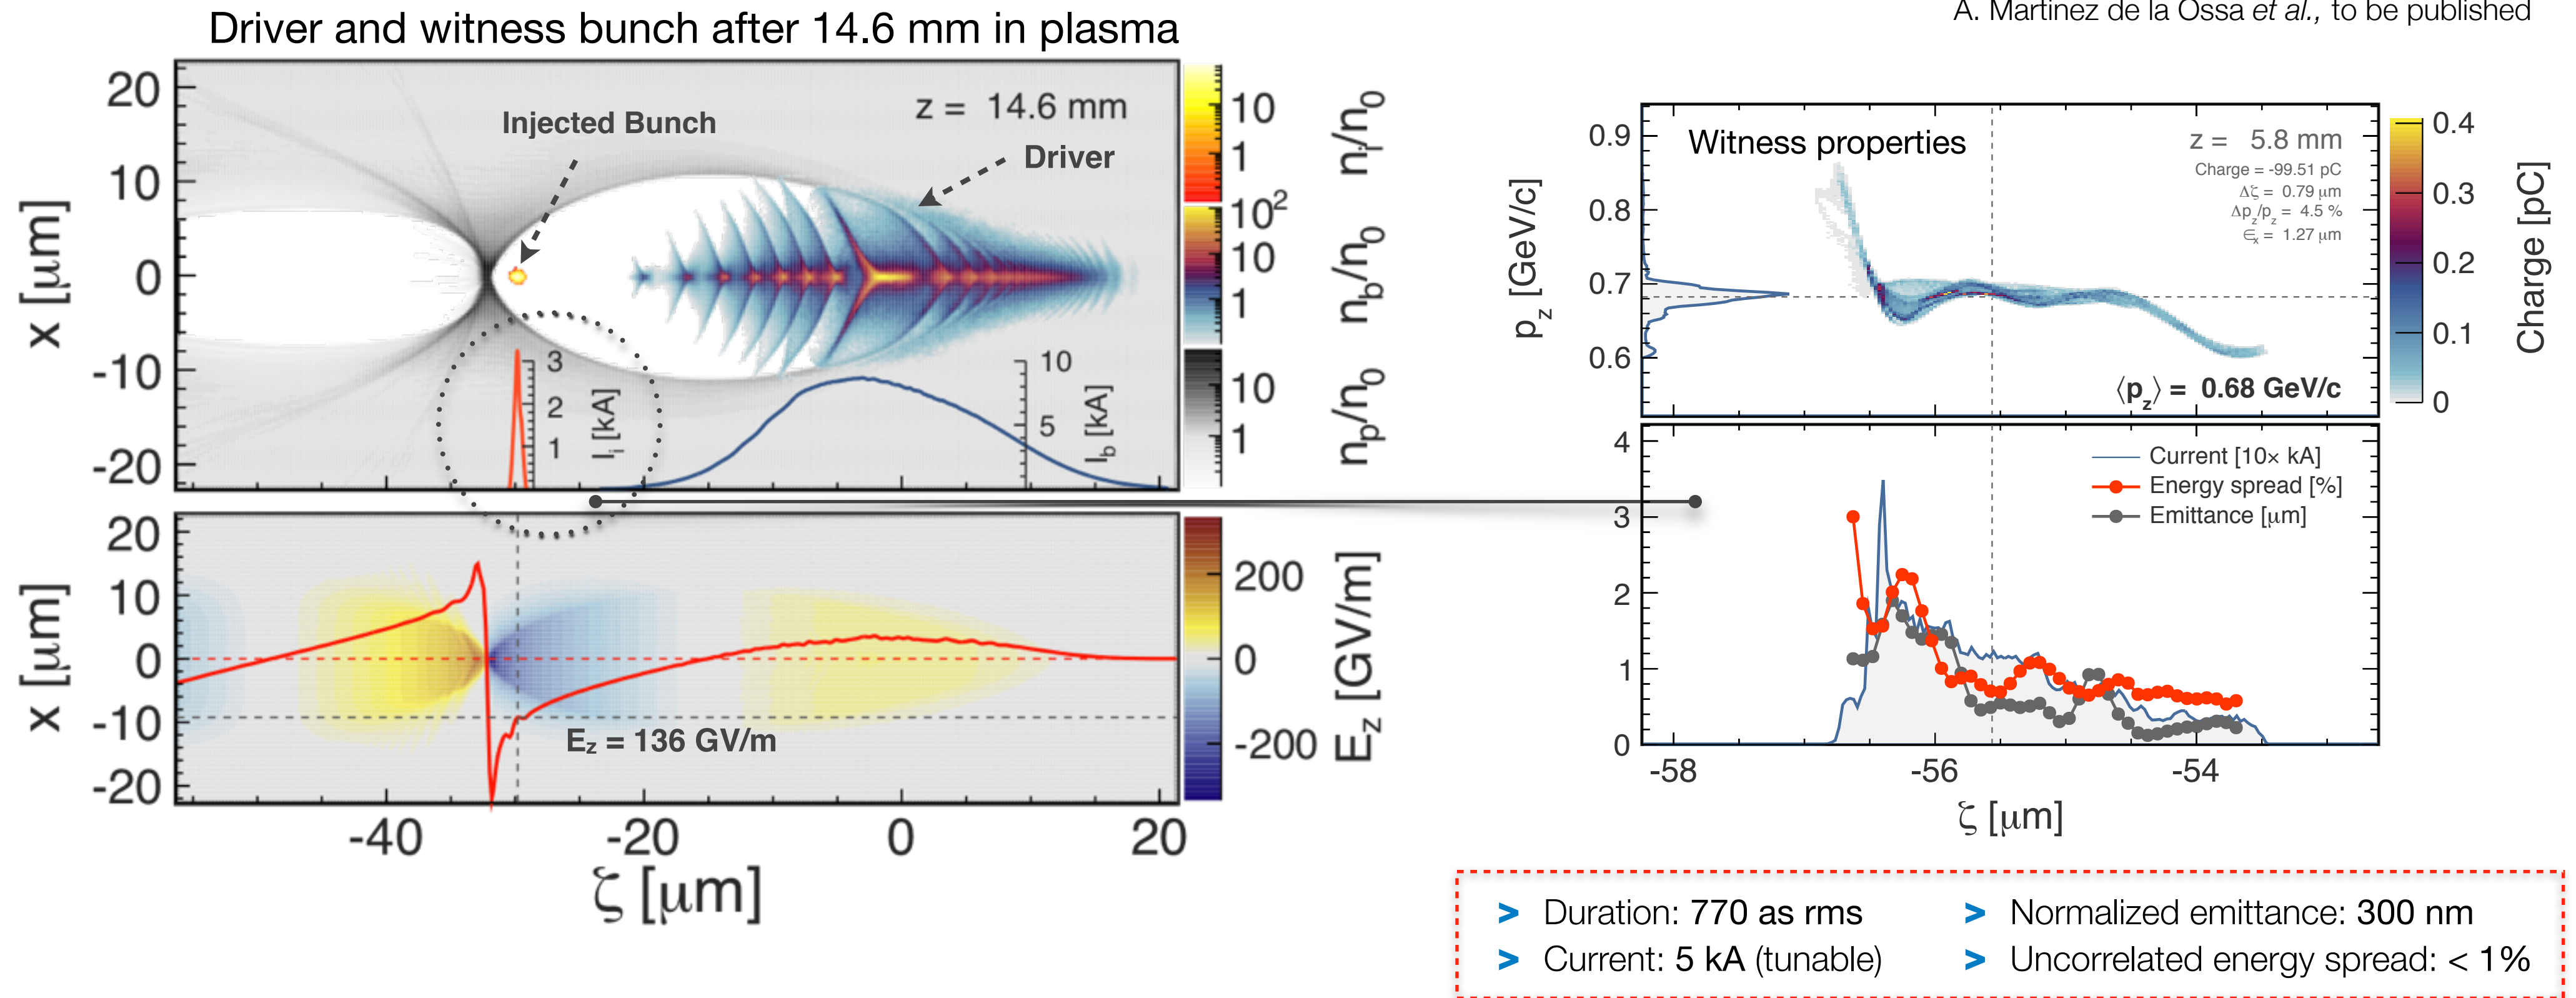 A. Martinez de la Ossa et al., to be published
Driver and witness bunch after 14.6 mm in plasma
x [μm]
20
10
0
-10
-20
Injected Bunch
z = 14.6 mm
Driver
3
2
1
I_i [kA]
10
5
I_b [kA]
10
1
n_i/n_0
10^2
10
1
n_b/n_0
10
1
n_p/n_0
x [μm]
20
10
0
-10
-20
E_z = 136 GV/m
200
0
-200
E_z [GV/m]
-40
-20
0
20
ζ [μm]
p_z [GeV/c]
0.9
0.8
0.7
0.6
Witness properties
z = 5.8 mm
Charge = -99.51 pC
Δζ = 0.79 μm
Δp_z/p_z = 4.5 %
ϵ_x = 1.27 μm
⟨p_z⟩ = 0.68 GeV/c
0.4
0.3
0.2
0.1
0
Charge [pC]
4
3
2
1
0
Current [10× kA]
Energy spread [%]
Emittance [μm]
-58
-56
-54
ζ [μm]
> Duration: 770 as rms
> Current: 5 kA (tunable)
> Normalized emittance: 300 nm
> Uncorrelated energy spread: < 1%